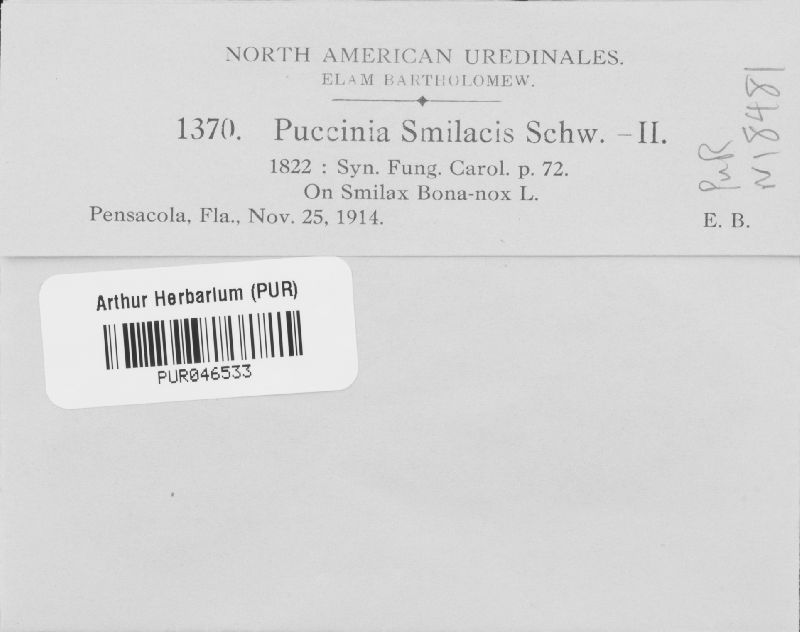 NORTH AMERICAN UREDINALES.
ELAM BARTHOLOMEW.
1370. Puccinia Smilacis Schw. –II.
1822 : Syn. Fung. Carol. p. 72.
On Smilax Bona-nox L.
Pensacola, Fla., Nov. 25, 1914.
E. B.
PUR
N18481
Arthur Herbarium (PUR)
PUR046533